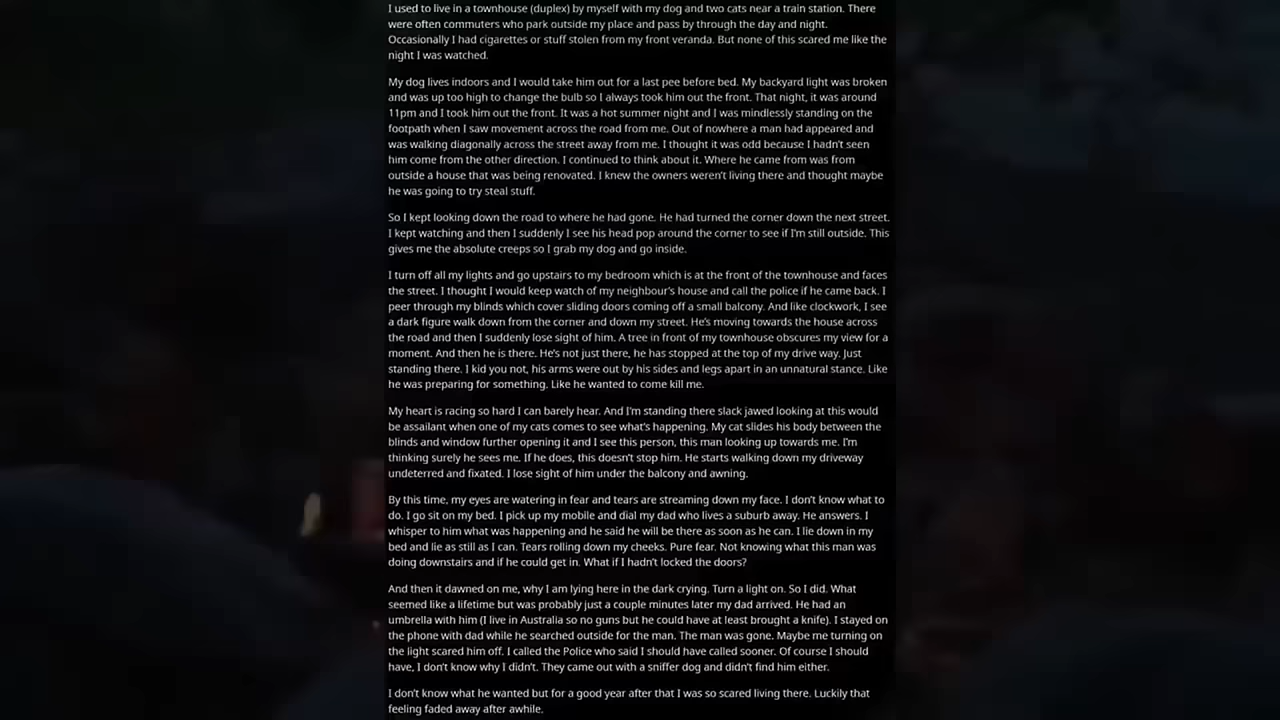 I used to live in a townhouse (duplex) by myself with my dog and two cats near a train station. There
were often commuters who park outside my place and pass by through the day and night.
Occasionally I had cigarettes or stuff stolen from my front veranda. But none of this scared me like the
night I was watched.
My dog lives indoors and I would take him out for a last pee before bed. My backyard light was broken
and was up too high to change the bulb so I always took him out the front. That night, it was around
11pm and I took him out the front. It was a hot summer night and I was mindlessly standing on the
footpath when I saw movement across the road from me. Out of nowhere a man had appeared and
was walking diagonally across the street away from me. I thought it was odd because I hadn't seen
him come from the other direction. I continued to think about it. Where he came from was from
outside a house that was being renovated. I knew the owners weren't living there and thought maybe
he was going to try steal stuff.
So I kept looking down the road to where he had gone. He had turned the corner down the next street.
I kept watching and then I suddenly I see his head pop around the corner to see if I'm still outside. This
gives me the absolute creeps so I grab my dog and go inside.
I turn off all my lights and go upstairs to my bedroom which is at the front of the townhouse and faces
the street. I thought I would keep watch of my neighbour's house and call the police if he came back. I
peer through my blinds which cover sliding doors coming off a small balcony. And like clockwork, I see
a dark figure walk down from the corner and down my street. He's moving towards the house across
the road and then I suddenly lose sight of him. A tree in front of my townhouse obscures my view for a
moment. And then he is there. He's not just there, he has stopped at the top of my drive way. Just
standing there. I kid you not, his arms were out by his sides and legs apart in an unnatural stance. Like
he was preparing for something. Like he wanted to come kill me.
My heart is racing so hard I can barely hear. And I'm standing there slack jawed looking at this would
be assailant when one of my cats comes to see what's happening. My cat slides his body between the
blinds and window further opening it and I see this person, this man looking up towards me. I'm
thinking surely he sees me. If he does, this doesn't stop him. He starts walking down my driveway
undeterred and fixated. I lose sight of him under the balcony and awning.
By this time, my eyes are watering in fear and tears are streaming down my face. I don't know what to
do. I go sit on my bed. I pick up my mobile and dial my dad who lives a suburb away. He answers. I
whisper to him what was happening and he said he will be there as soon as he can. I lie down in my
bed and lie as still as I can. Tears rolling down my cheeks. Pure fear. Not knowing what this man was
doing downstairs and if he could get in. What if I hadn't locked the doors?
And then it dawned on me, why I am lying here in the dark crying. Turn a light on. So I did. What
seemed like a lifetime but was probably just a couple minutes later my dad arrived. He had an
umbrella with him (I live in Australia so no guns but he could have at least brought a knife). I stayed on
the phone with dad while he searched outside for the man. The man was gone. Maybe me turning on
the light scared him off. I called the Police who said I should have called sooner. Of course I should
have, I don't know why I didn't. They came out with a sniffer dog and didn't find him either.
I don't know what he wanted but for a good year after that I was so scared living there. Luckily that
feeling faded away after awhile.